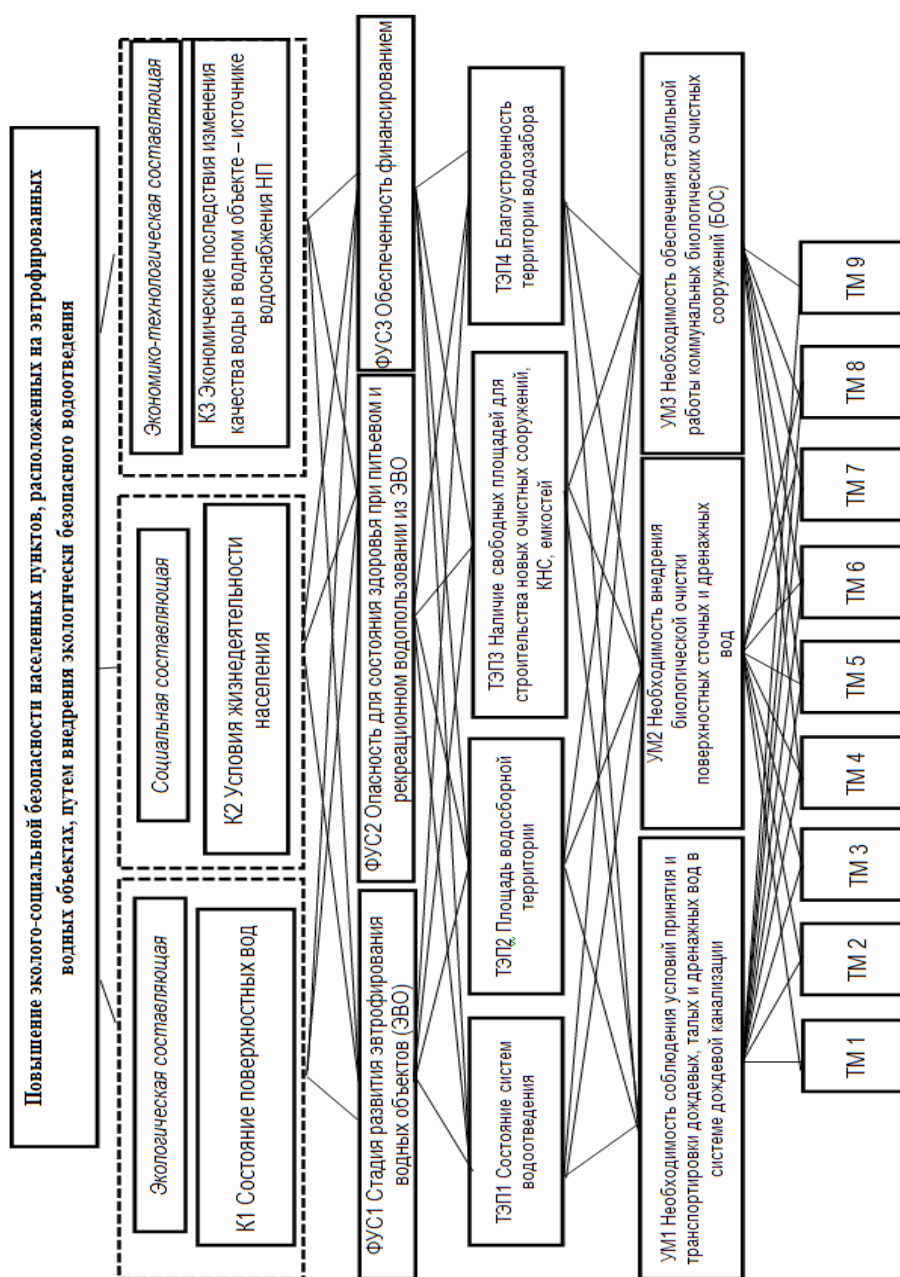 Повышение эколого-социальной безопасности населенных пунктов, расположенных на эвтрофированных
водных объектах, путем внедрения экологически безопасного водоотведения
Экологическая составляющая
К1 Состояние поверхностных вод
Социальная составляющая
К2 Условия жизнедеятельности
населения
Экономико-технологическая составляющая
К3 Экономические последствия изменения
качества воды в водном объекте – источнике
водоснабжения НП
ФУС1 Стадия развития эвтрофирования
водных объектов (ЭВО)
ФУС2 Опасность для состояния здоровья при питьевом и
рекреационном водопользовании из ЭВО
ФУС3 Обеспеченность финансированием
ТЭП1 Состояние систем
водоотведения
ТЭП2 Площадь водосборной
территории
ТЭП3 Наличие свободных площадей для
строительства новых очистных сооружений,
КНС, емкостей
ТЭП4 Благоустроенность
территории водозабора
УМ1 Необходимость соблюдения условий принятия и
транспортировки дождевых, талых и дренажных вод в
системе дождевой канализации
УМ2 Необходимость внедрения
биологической очистки
поверхностных сточных и дренажных
вод
УМ3 Необходимость обеспечения стабильной
работы коммунальных биологических очистных
сооружений (БОС)
ТМ 1
ТМ 2
ТМ 3
ТМ 4
ТМ 5
ТМ 6
ТМ 7
ТМ 8
ТМ 9